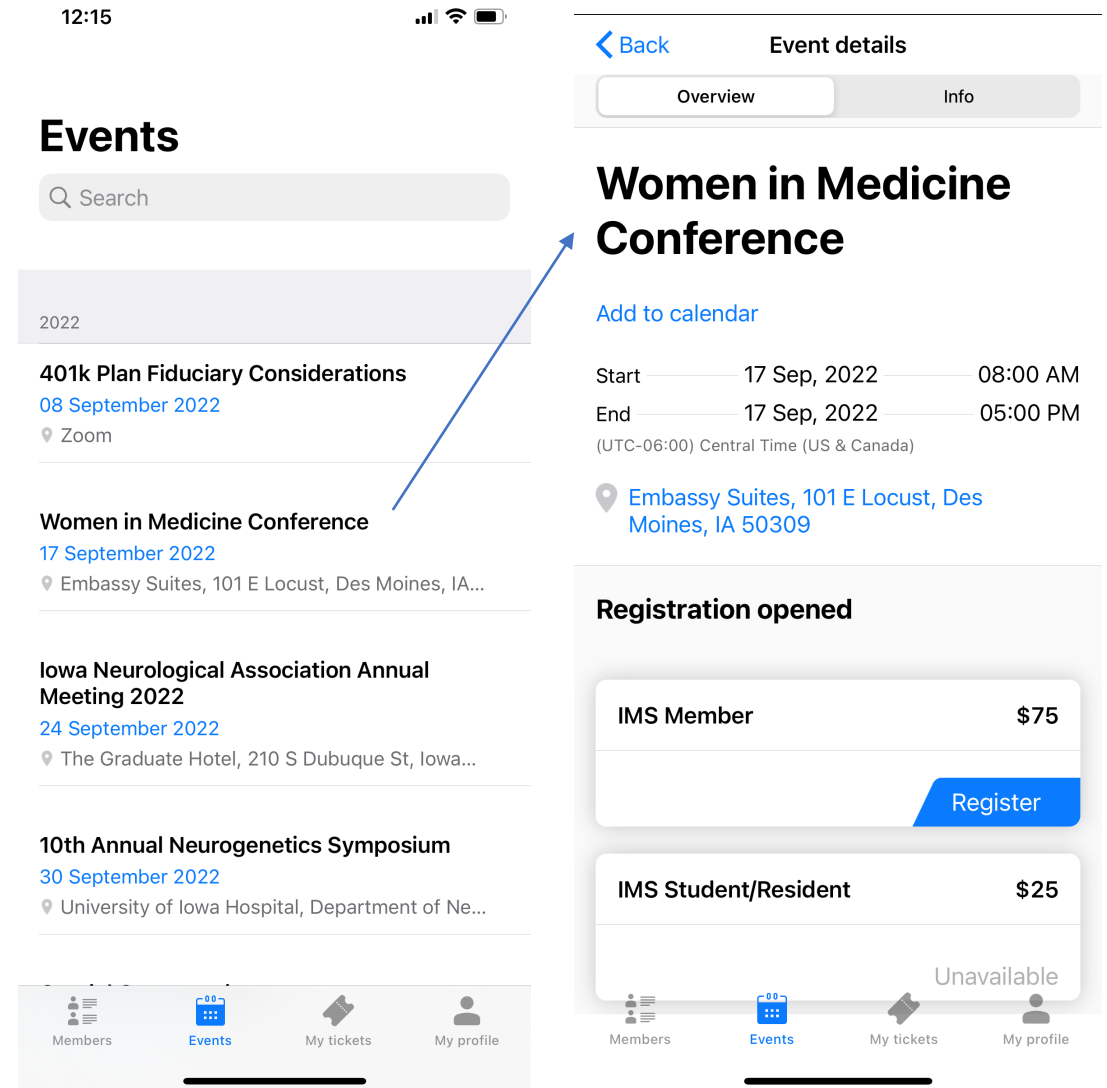 12:15
Events
Search
2022
401k Plan Fiduciary Considerations
08 September 2022
Zoom
Women in Medicine Conference
17 September 2022
Embassy Suites, 101 E Locust, Des Moines, IA...
Iowa Neurological Association Annual
Meeting 2022
24 September 2022
The Graduate Hotel, 210 S Dubuque St, Iowa...
10th Annual Neurogenetics Symposium
30 September 2022
University of Iowa Hospital, Department of Ne...
Members Events My tickets My profile
Back Event details
Overview Info
Women in Medicine
Conference
Add to calendar
Start 17 Sep, 2022 08:00 AM
End 17 Sep, 2022 05:00 PM
(UTC-06:00) Central Time (US & Canada)
Embassy Suites, 101 E Locust, Des
Moines, IA 50309
Registration opened
IMS Member $75
Register
IMS Student/Resident $25
Unavailable
Members Events My tickets My profile